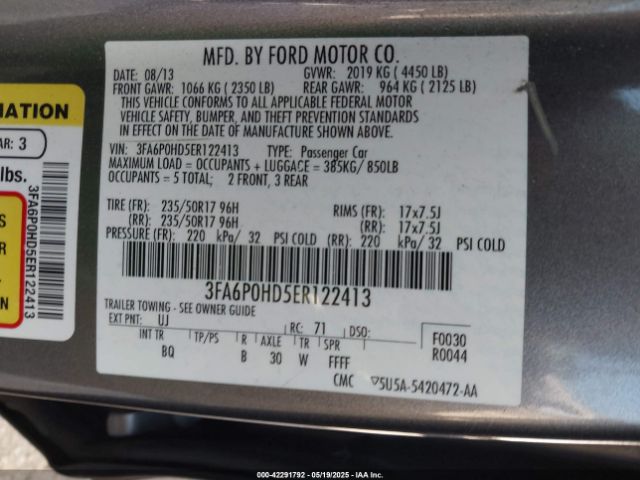 MFD. BY FORD MOTOR CO.
DATE: 08/13 GVWR: 2019 KG ( 4450 LB)
FRONT GAWR: 1066 KG ( 2350 LB) REAR GAWR: 964 KG ( 2125 LB)
THIS VEHICLE CONFORMS TO ALL APPLICABLE FEDERAL MOTOR
VEHICLE SAFETY, BUMPER, AND THEFT PREVENTION STANDARDS
IN EFFECT ON THE DATE OF MANUFACTURE SHOWN ABOVE.
VIN: 3FA6P0HD5ER122413 TYPE: Passenger Car
MAXIMUM LOAD = OCCUPANTS + LUGGAGE = 385KG/ 850LB
OCCUPANTS = 5 TOTAL; 2 FRONT, 3 REAR
TIRE (FR): 235/50R17 96H RIMS (FR): 17x7.5J
(RR): 235/50R17 96H (RR): 17x7.5J
PRESSURE (FR): 220 kPa/ 32 PSI COLD (RR): 220 kPa/ 32 PSI COLD
3FA6P0HD5ER122413
TRAILER TOWING - SEE OWNER GUIDE
EXT PNT: UJ RC: 71 DSO: F0030
INT TR TP/PS R AXLE TR SPR R0044
BQ B 30 W FFFF
CMC ▽5U5A-5420472-AA
MATION
AR: 3
lbs.
S
R
E
N
3FA6P0HD5ER122413
00-42291792 — 05/19/2025 — IAA Inc.